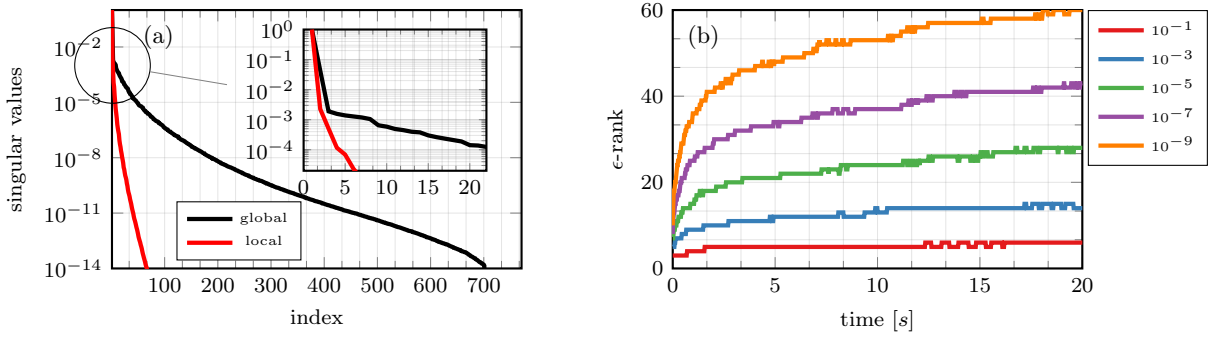 (a)
singular values
10⁻²
10⁻⁵
10⁻⁸
10⁻¹¹
10⁻¹⁴
100 200 300 400 500 600 700
index
global
local
10⁰
10⁻¹
10⁻²
10⁻³
10⁻⁴
0 5 10 15 20
(b)
ϵ-rank
60
40
20
0
0 5 10 15 20
time [s]
10⁻¹
10⁻³
10⁻⁵
10⁻⁷
10⁻⁹